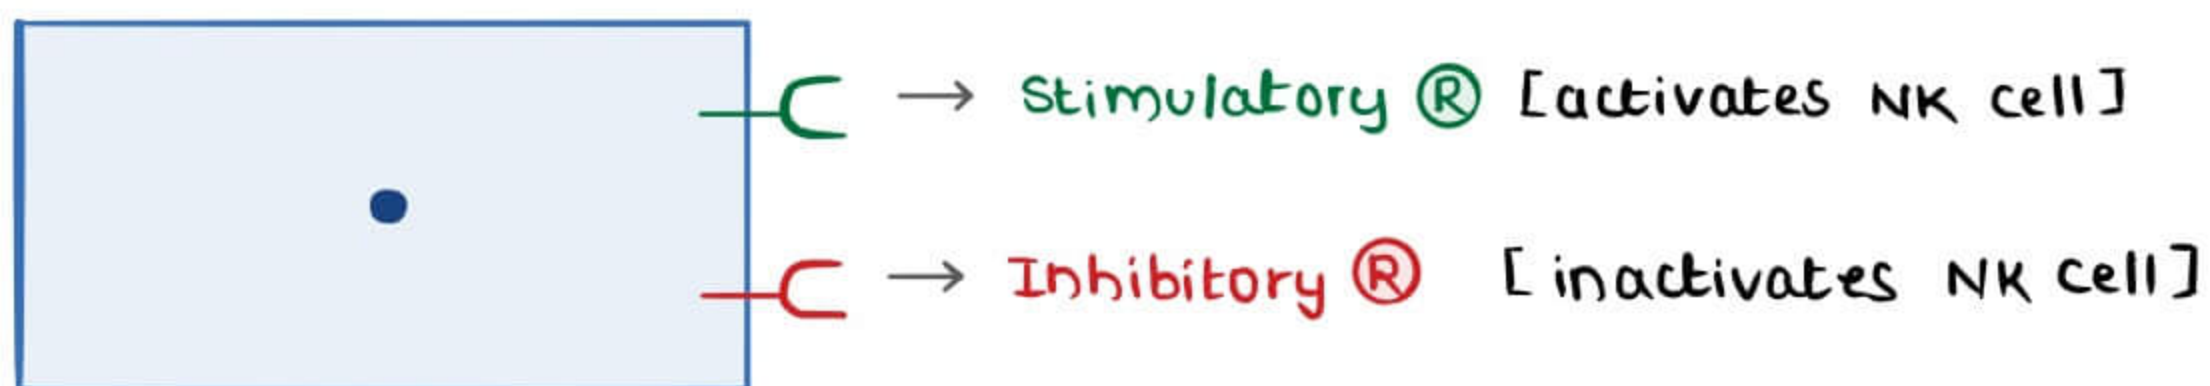 → Stimulatory Ⓡ [activates NK cell]
→ Inhibitory Ⓡ [inactivates NK cell]